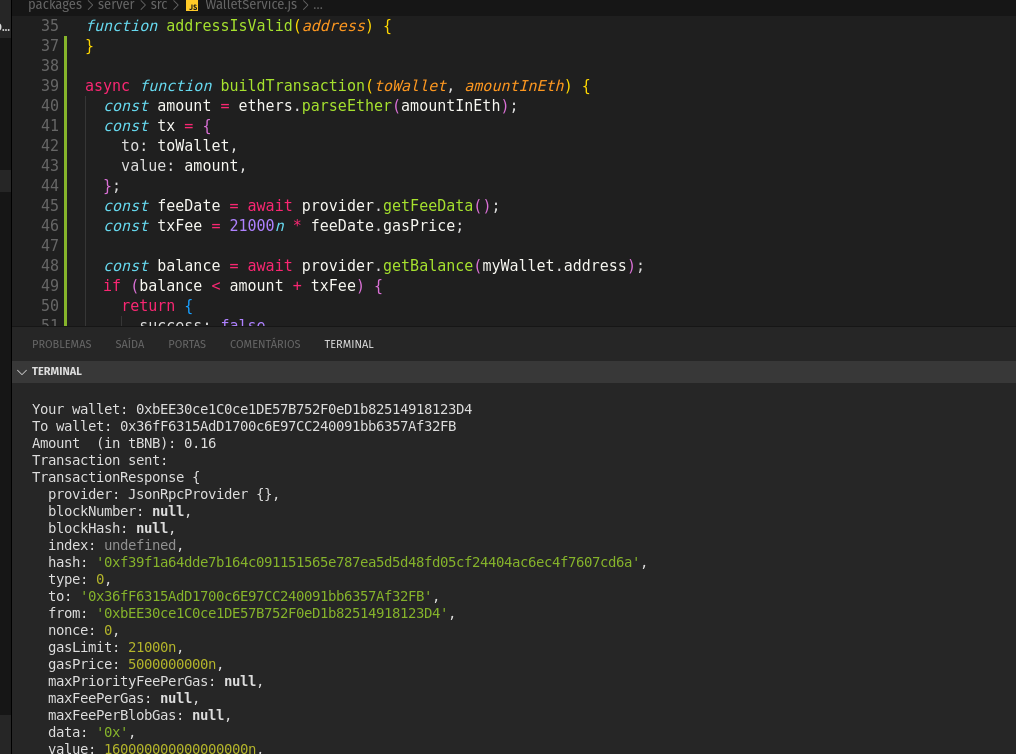 packages > server > src > JS WalletService.js > ...
35 function addressIsValid(address) {
37 }
38
39 async function buildTransaction(toWallet, amountInEth) {
40 const amount = ethers.parseEther(amountInEth);
41 const tx = {
42 to: toWallet,
43 value: amount,
44 };
45 const feeDate = await provider.getFeeData();
46 const txFee = 21000n * feeDate.gasPrice;
47
48 const balance = await provider.getBalance(myWallet.address);
49 if (balance < amount + txFee) {
50 return {
51 success: false
PROBLEMAS SAÍDA PORTAS COMENTÁRIOS TERMINAL
TERMINAL
Your wallet: 0xbEE30ce1C0ce1DE57B752F0eD1b82514918123D4
To wallet: 0x36fF6315AdD1700c6E97CC240091bb6357Af32FB
Amount (in tBNB): 0.16
Transaction sent:
TransactionResponse {
provider: JsonRpcProvider {},
blockNumber: null,
blockHash: null,
index: undefined,
hash: '0xf39f1a64dde7b164c091151565e787ea5d5d48fd05cf24404ac6ec4f7607cd6a',
type: 0,
to: '0x36fF6315AdD1700c6E97CC240091bb6357Af32FB',
from: '0xbEE30ce1C0ce1DE57B752F0eD1b82514918123D4',
nonce: 0,
gasLimit: 21000n,
gasPrice: 5000000000n,
maxPriorityFeePerGas: null,
maxFeePerGas: null,
maxFeePerBlobGas: null,
data: '0x',
value: 160000000000000000n,